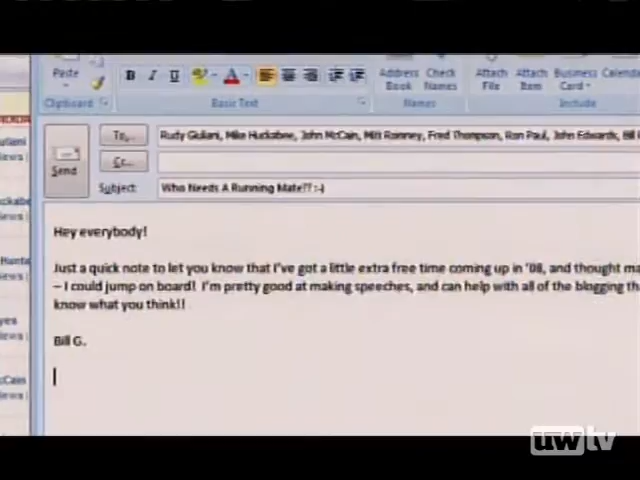 Paste
B I U
Address Book
Check Names
Attach File
Attach Item
Business Card
Clipboard
Basic Text
Names
Include
To...
Rudy Giuliani, Mike Huckabee, John McCain, Mitt Romney, Fred Thompson, Ron Paul, John Edwards, Bill
Cc...
Send
Subject:
Who Needs A Running Mate?? :-)
Hey everybody!
Just a quick note to let you know that I've got a little extra free time coming up in '08, and thought
– I could jump on board! I'm pretty good at making speeches, and can help with all of the blogging
know what you think!!
Bill G.
uwtv